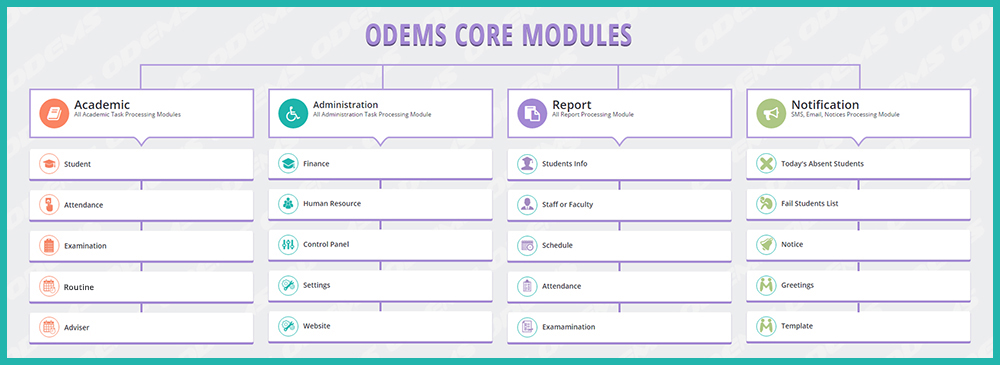 ODEMS CORE MODULES
Academic
All Academic Task Processing Modules
Student
Attendance
Examination
Routine
Adviser
Administration
All Administration Task Processing Module
Finance
Human Resource
Control Panel
Settings
Website
Report
All Report Processing Module
Students Info
Staff or Faculty
Schedule
Attendance
Examamination
Notification
SMS, Email, Notices Processing Module
Today's Absent Students
Fail Students List
Notice
Greetings
Template